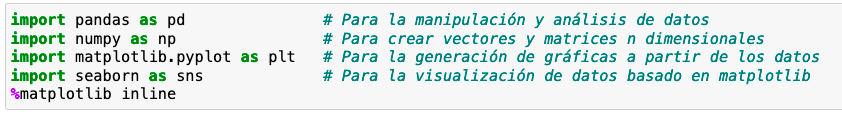 import pandas as pd # Para la manipulación y análisis de datos
import numpy as np # Para crear vectores y matrices n dimensionales
import matplotlib.pyplot as plt # Para la generación de gráficas a partir de los datos
import seaborn as sns # Para la visualización de datos basado en matplotlib
%matplotlib inline